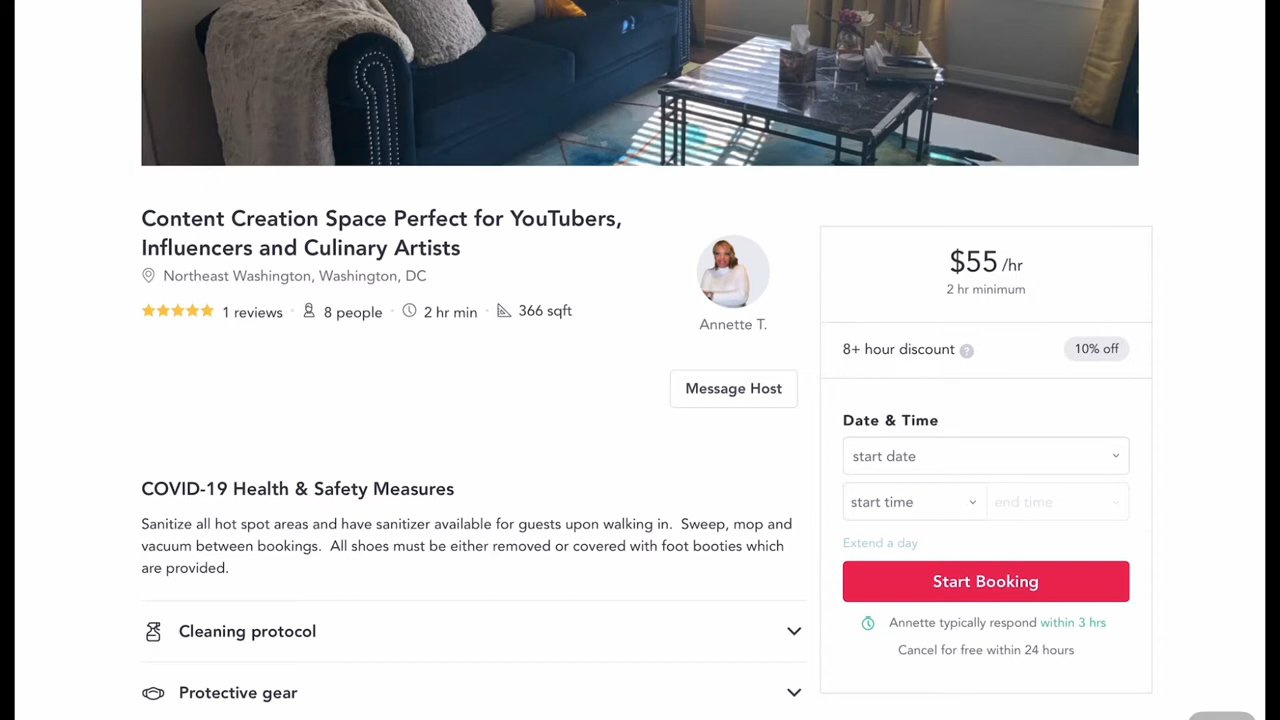 Content Creation Space Perfect for YouTubers,
Influencers and Culinary Artists
Northeast Washington, Washington, DC
1 reviews · 8 people · 2 hr min · 366 sqft
Annette T.
Message Host
COVID-19 Health & Safety Measures
Sanitize all hot spot areas and have sanitizer available for guests upon walking in. Sweep, mop and
vacuum between bookings. All shoes must be either removed or covered with foot booties which
are provided.
Cleaning protocol
Protective gear
$55 /hr
2 hr minimum
8+ hour discount ? 10% off
Date & Time
start date
start time end time
Extend a day
Start Booking
Annette typically respond within 3 hrs
Cancel for free within 24 hours